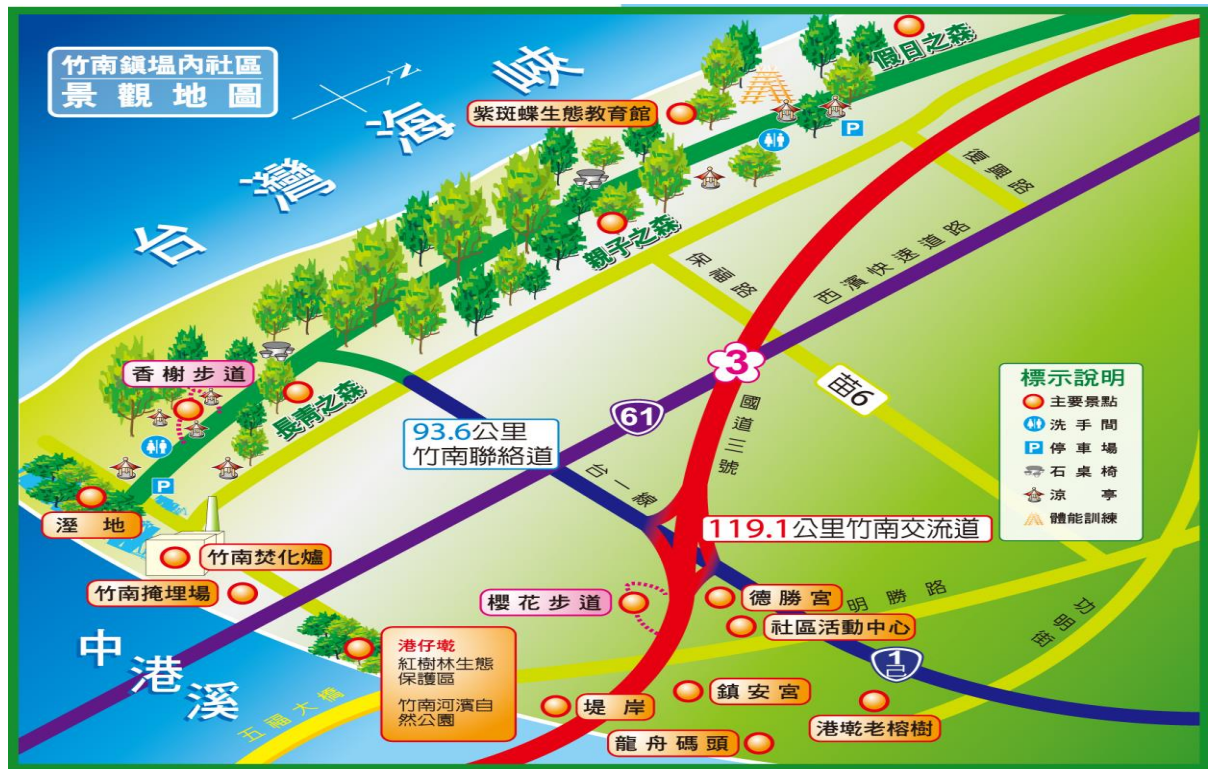 竹南鎮塭內社區
景觀地圖
N
台灣海峽
假日之森
紫斑蝶生態教育館
P
復興路
親子之森
保福路
西濱快速道路
香榭步道
長青之森
3
苗9
標示說明
主要景點
洗手間
P 停車場
石桌椅
涼亭
體能訓練
61
93.6公里
竹南聯絡道
國道三號
台一線
P
溼地
119.1公里竹南交流道
竹南焚化爐
竹南掩埋場
櫻花步道
德勝宮
明勝路
社區活動中心
功明街
中港溪
港仔墘
紅樹林生態
保護區
竹南河濱自
然公園
1
己
五福大橋
堤岸
鎮安宮
港墘老榕樹
龍舟碼頭